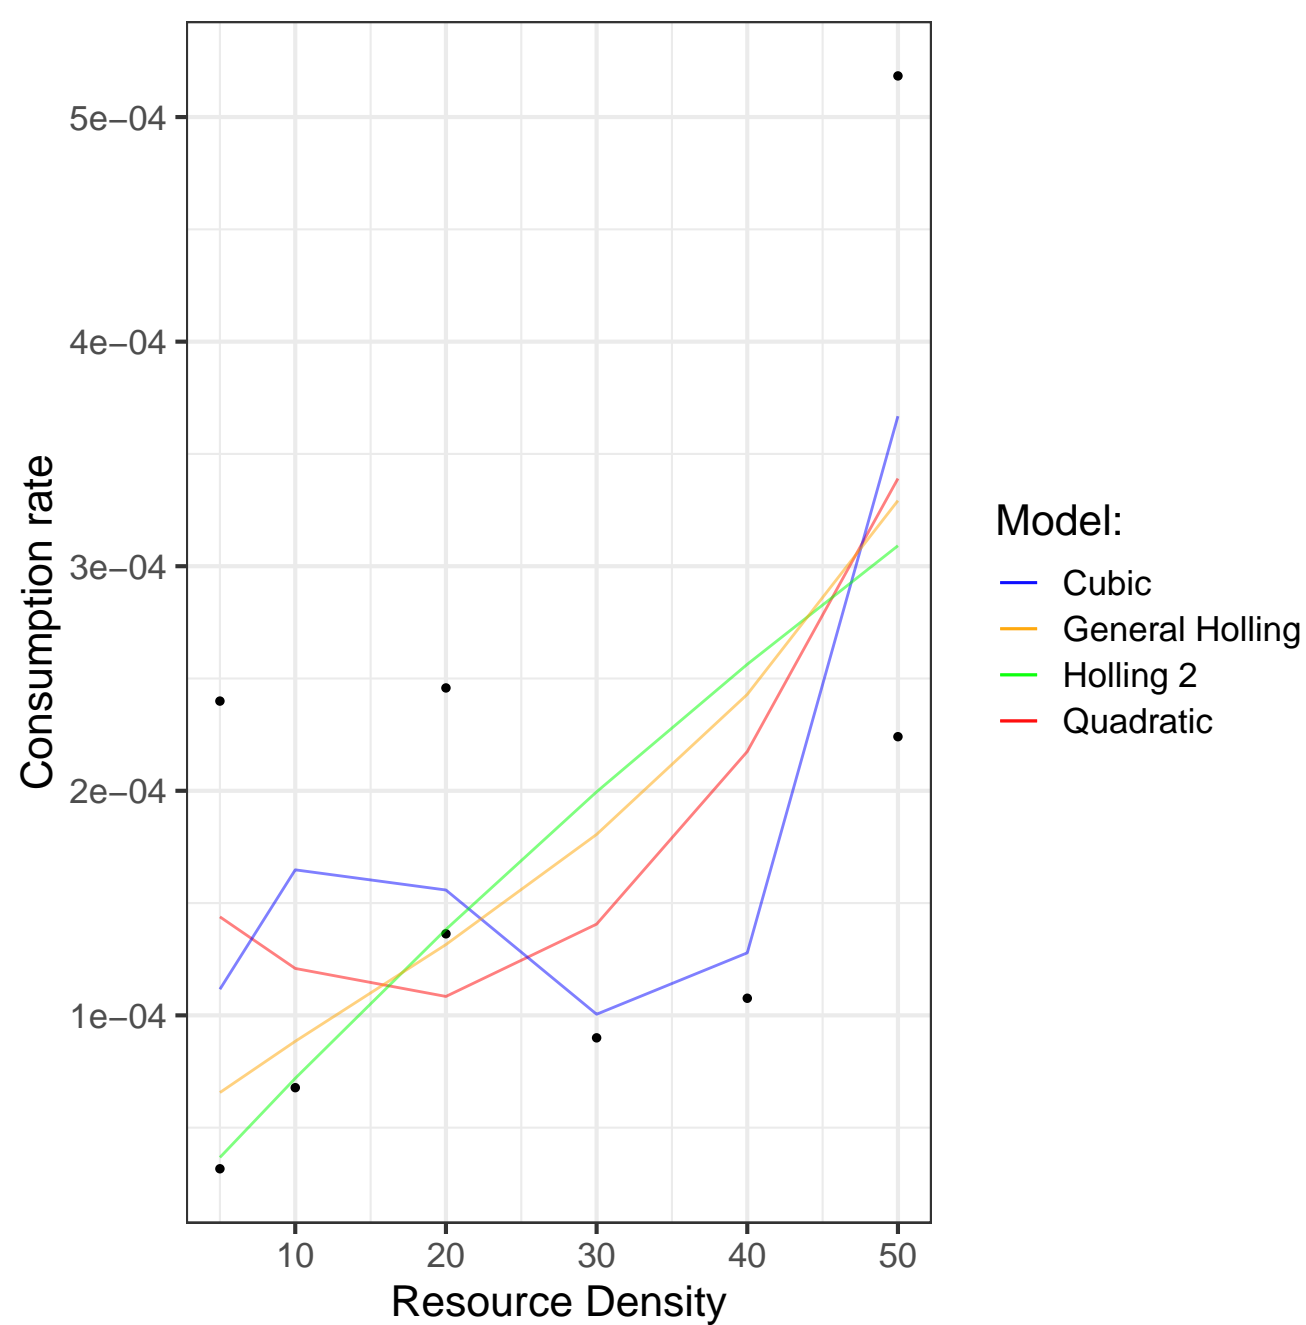 5e−04
4e−04
3e−04
2e−04
1e−04
Consumption rate
10 20 30 40 50
Resource Density
Model:
Cubic
General Holling
Holling 2
Quadratic